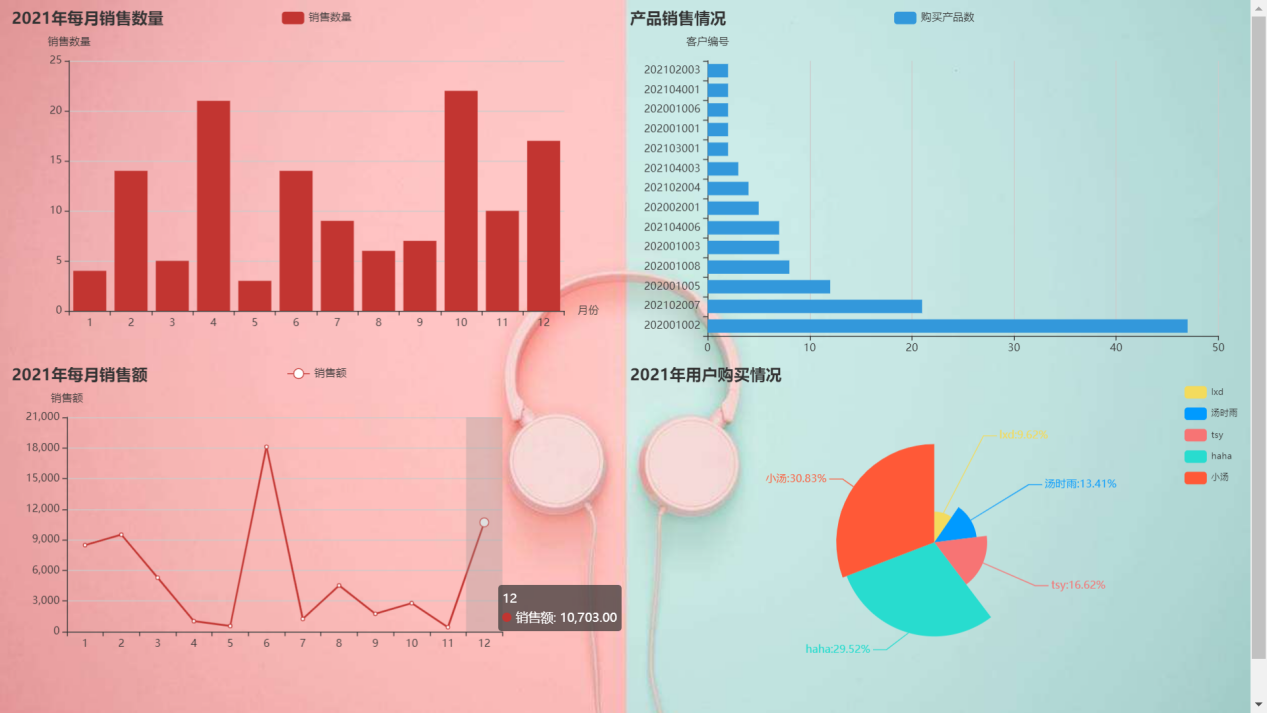 2021年每月销售数量
销售数量
销售数量
25
20
15
10
5
0
1 2 3 4 5 6 7 8 9 10 11 12
月份
产品销售情况
购买产品数
客户编号
202102003
202104001
202001006
202001001
202103001
202104003
202102004
202002001
202104006
202001003
202001008
202001005
202102007
202001002
0 10 20 30 40 50
2021年每月销售额
销售额
销售额
21,000
18,000
15,000
12,000
9,000
6,000
3,000
0
1 2 3 4 5 6 7 8 9 10 11 12
12
销售额: 10,703.00
2021年用户购买情况
lxd
汤时雨
tsy
haha
小汤
小汤:30.83%
汤时雨:13.41%
tsy:16.62%
haha:29.52%